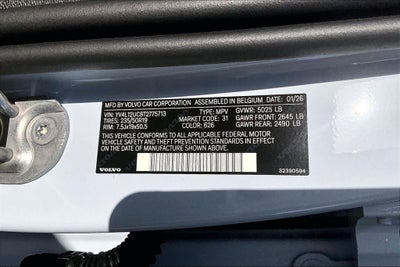 BY VOLVO CAR CORPORATION ASSEMBLED IN BELGIUM 01/26
VIN: YV4L12UC8T2775713 TYPE: MPV GVWR: 5025 LB
TIRES: 235/50R19 MARKET CODE: 31 GAWR FRONT: 2645 LB
RIM: 7.5Jx19x50.5 COLOR: 626 GAWR REAR: 2490 LB
THIS VEHICLE CONFORMS TO ALL APPLICABLE U.S. FEDERAL MOTOR
VEHICLE SAFETY AND THEFT PREVENTION STANDARDS IN EFFECT
ON THE DATE OF MANUFACTURE SHOWN ABOVE.
VOLVO 32390594